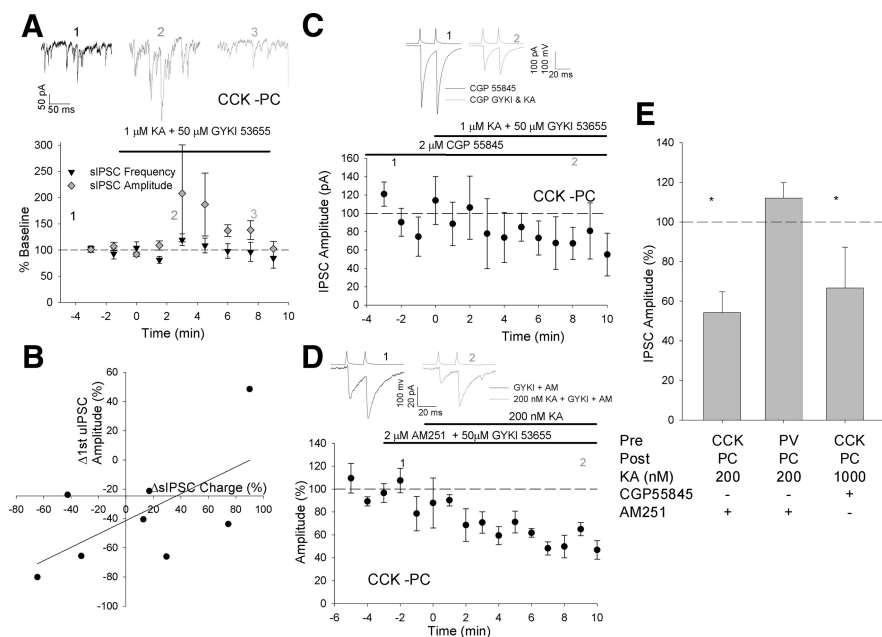 A
1
2
3
50 pA
50 ms
CCK -PC
1 μM KA + 50 μM GYKI 53655
300
250
200
150
100
50
0
sIPSC Frequency
sIPSC Amplitude
1
2
3
% Baseline
-4 -2 0 2 4 6 8 10
Time (min)
B
60
40
20
0
-20
-40
-60
-80
-100
Δ1st uIPSC
Amplitude (%)
ΔsIPSC Charge (%)
-80 -60 -40 -20 0 20 40 60 80 100
C
1
2
100 pA
100 mV
20 ms
CGP 55845
CGP GYKI & KA
1 μM KA + 50 μM GYKI 53655
2 μM CGP 55845
160
140
120
100
80
60
40
20
0
1
2
CCK -PC
IPSC Amplitude (pA)
-4 -2 0 2 4 6 8 10
Time (min)
D
1
2
100 mV
20 pA
20 ms
GYKI + AM
200 nM KA + GYKI + AM
200 nM KA
2 μM AM251 + 50μM GYKI 53655
140
120
100
80
60
40
20
0
1
2
CCK -PC
Amplitude (%)
-6 -4 -2 0 2 4 6 8 10
Time (min)
E
140
120
100
80
60
40
20
0
* *
IPSC Amplitude (%)
Pre CCK PV CCK
Post PC PC PC
KA (nM) 200 200 1000
CGP55845 - - +
AM251 + + -